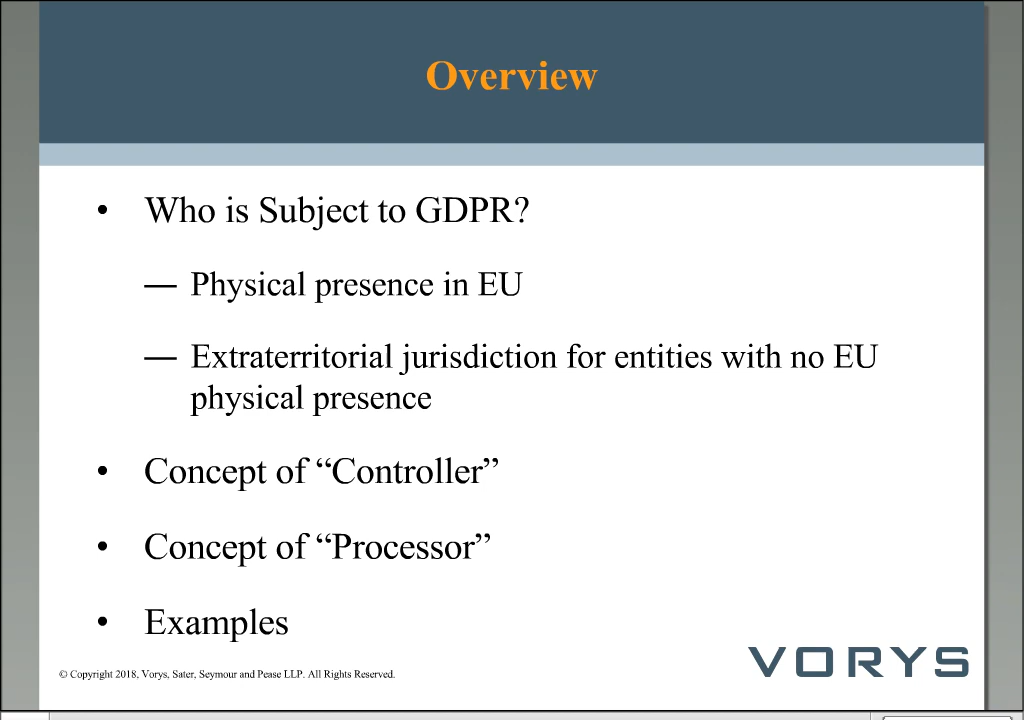 Overview
• Who is Subject to GDPR?
— Physical presence in EU
— Extraterritorial jurisdiction for entities with no EU
physical presence
• Concept of “Controller”
• Concept of “Processor”
• Examples
VORYS
© Copyright 2018, Vorys, Sater, Seymour and Pease LLP. All Rights Reserved.